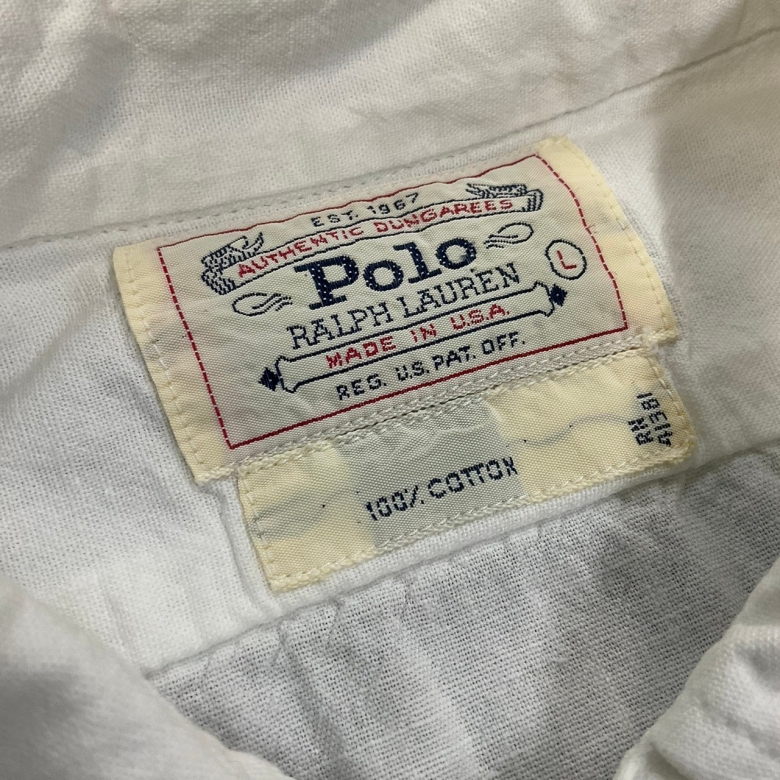 EST. 1967
AUTHENTIC DUNGAREES
Polo
L
RALPH LAUREN
MADE IN U.S.A.
REG. U.S. PAT. OFF.
100% COTTON
RN
41381